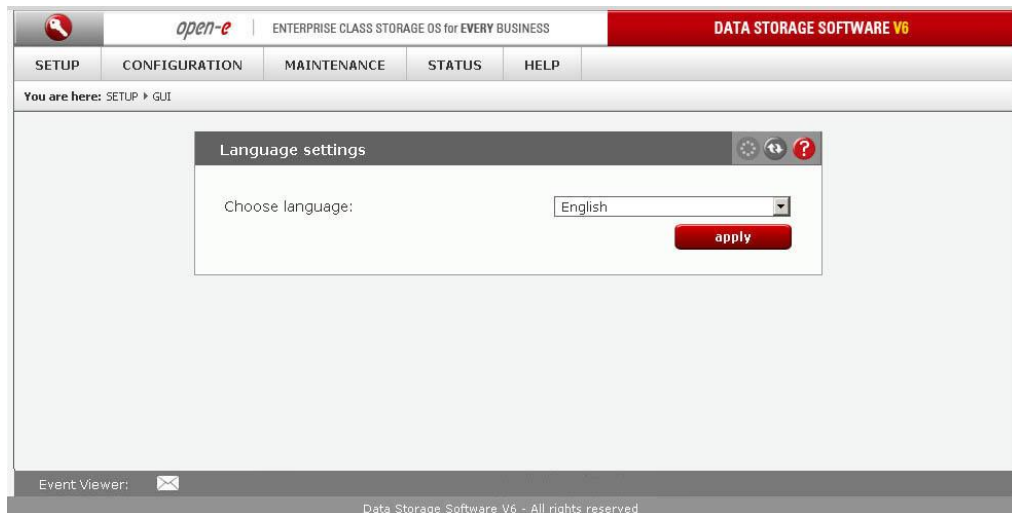 open-e | ENTERPRISE CLASS STORAGE OS for EVERY BUSINESS DATA STORAGE SOFTWARE V6
SETUP CONFIGURATION MAINTENANCE STATUS HELP
You are here: SETUP GUI
Language settings ?
Choose language: English
apply
Event Viewer:
Data Storage Software V6 - All rights reserved